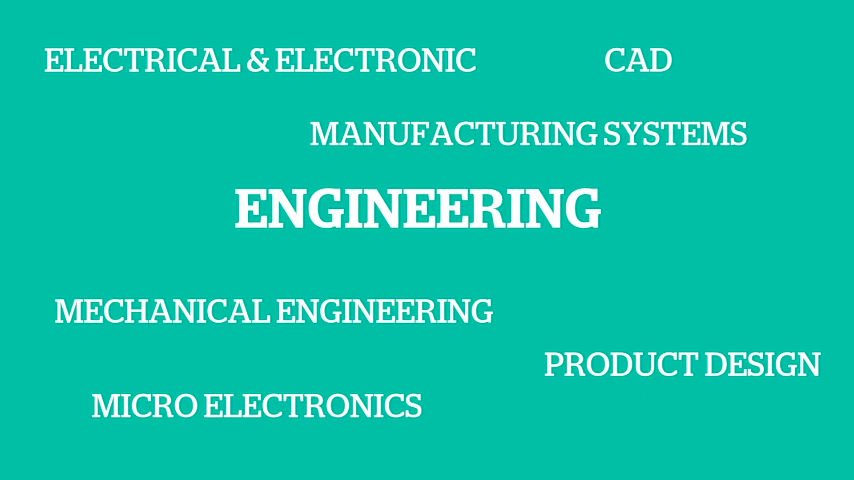 ELECTRICAL & ELECTRONIC
CAD
MANUFACTURING SYSTEMS
ENGINEERING
MECHANICAL ENGINEERING
PRODUCT DESIGN
MICRO ELECTRONICS